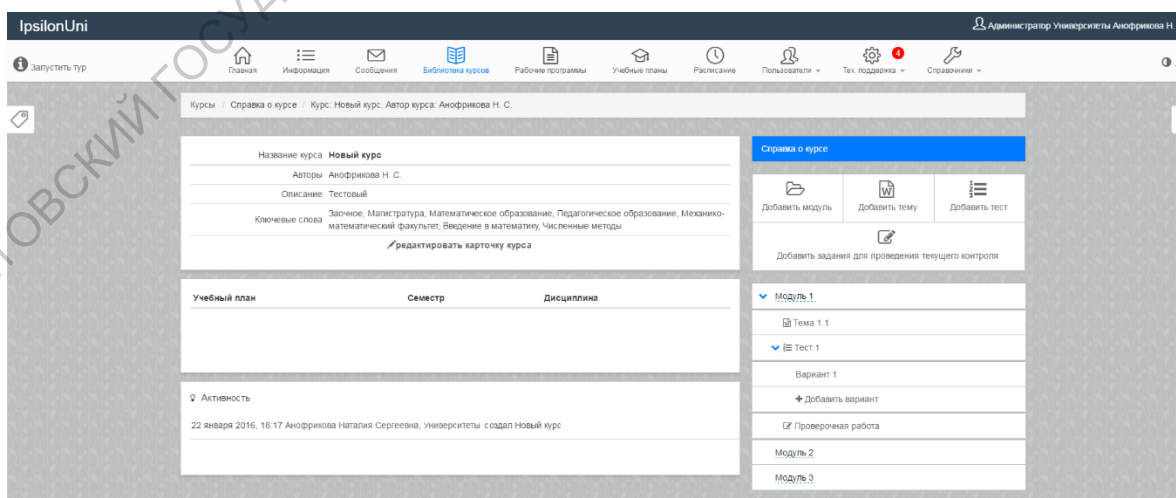 IpsilonUni
Администратор Университеты Анофрикова Н.
Запустить тур
Главная
Информация
Сообщения
Библиотека курсов
Рабочие программы
Учебные планы
Расписание
Пользователи
Тех. поддержка
4
Справочники
Курсы / Справка о курсе / Курс: Новый курс. Автор курса: Анофрикова Н. С.
Название курса Новый курс
Авторы Анофрикова Н. С.
Описание Тестовый
Ключевые слова Заочное, Магистратура, Математическое образование, Педагогическое образование, Механико-
математический факультет, Введение в математику, Численные методы
редактировать карточку курса
Учебный план Семестр Дисциплина
Активность
22 января 2016, 18:17 Анофрикова Наталия Сергеевна, Университеты создал Новый курс
Справка о курсе
Добавить модуль
Добавить тему
Добавить тест
Добавить задания для проведения текущего контроля
Модуль 1
Тема 1.1
Тест 1
Вариант 1
+ Добавить вариант
Проверочная работа
Модуль 2
Модуль 3